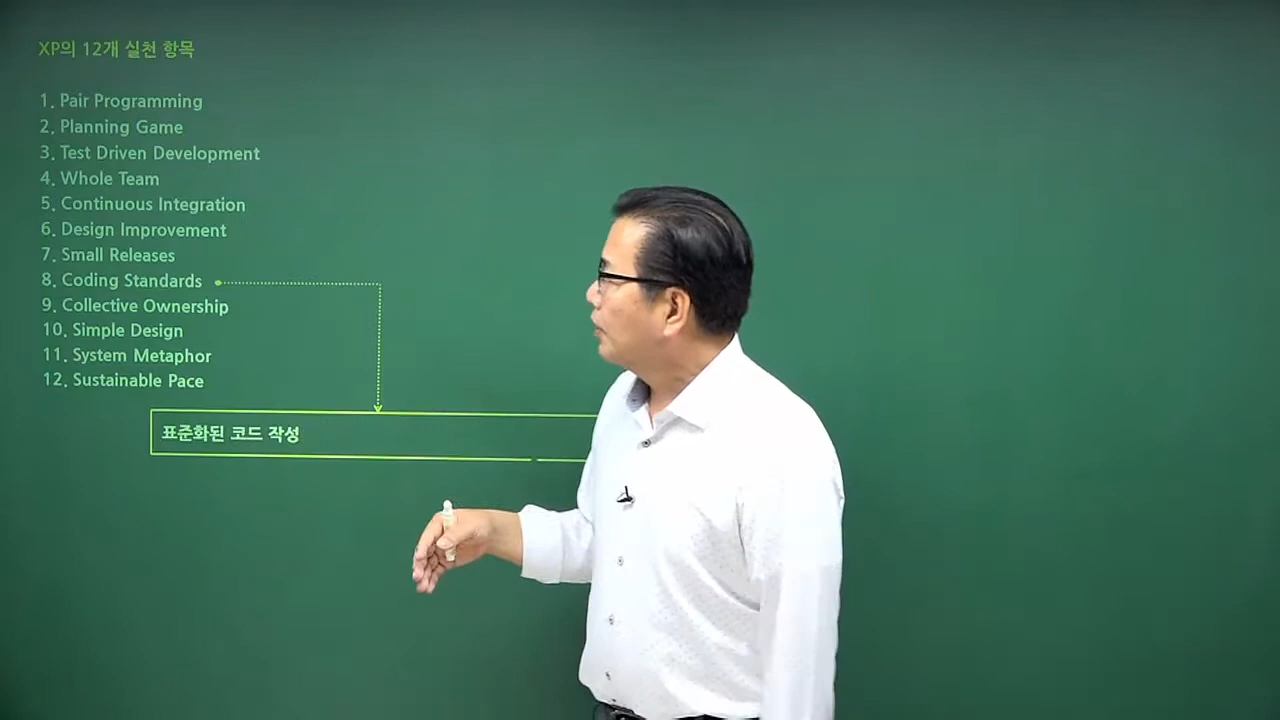 XP의 12개 실천 항목
1. Pair Programming
2. Planning Game
3. Test Driven Development
4. Whole Team
5. Continuous Integration
6. Design Improvement
7. Small Releases
8. Coding Standards
9. Collective Ownership
10. Simple Design
11. System Metaphor
12. Sustainable Pace
표준화된 코드 작성